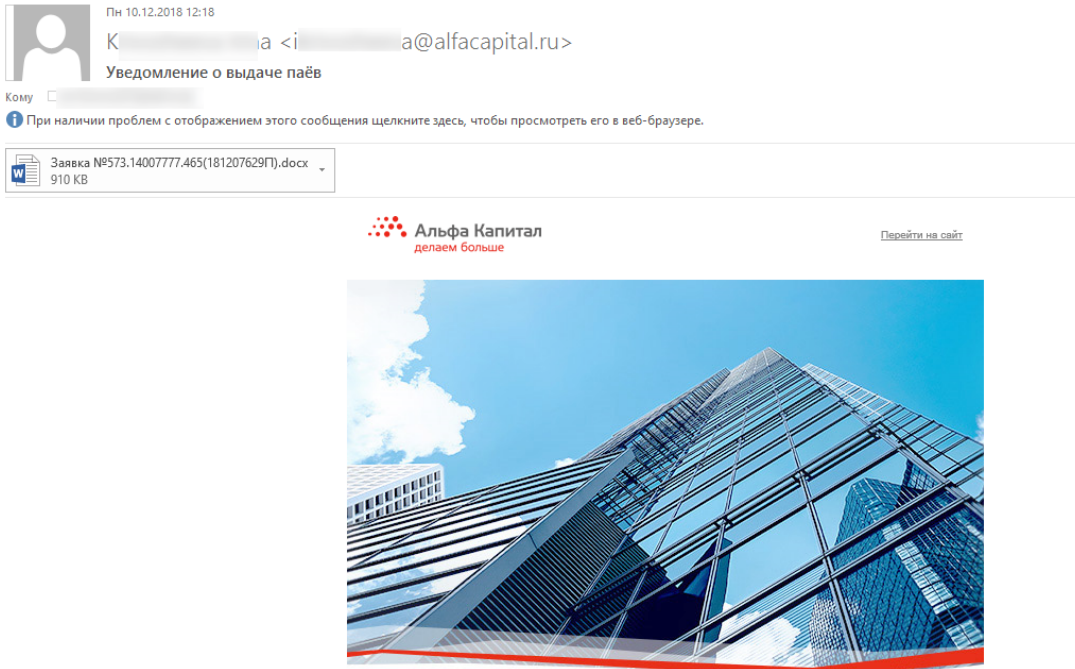 Пн 10.12.2018 12:18
@alfacapital.ru>
Уведомление о выдаче паёв
Кому
При наличии проблем с отображением этого сообщения щелкните здесь, чтобы просмотреть его в веб-браузере.
Заявка №573.14007777.465(181207629П).docx
910 KB
Альфа Капитал
делаем больше
Перейти на сайт